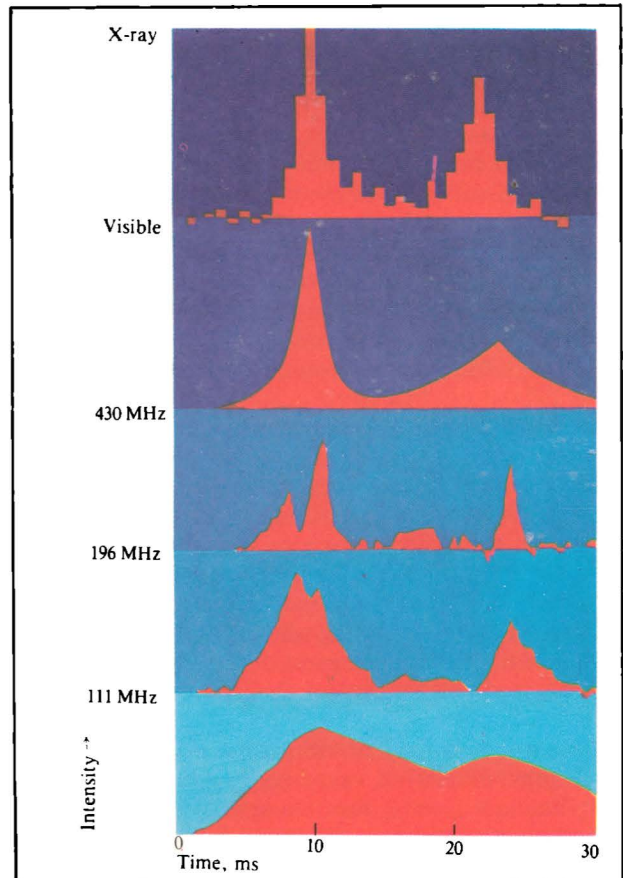 X-ray
Visible
430 MHz
196 MHz
111 MHz
Intensity →
0 10 20 30
Time, ms